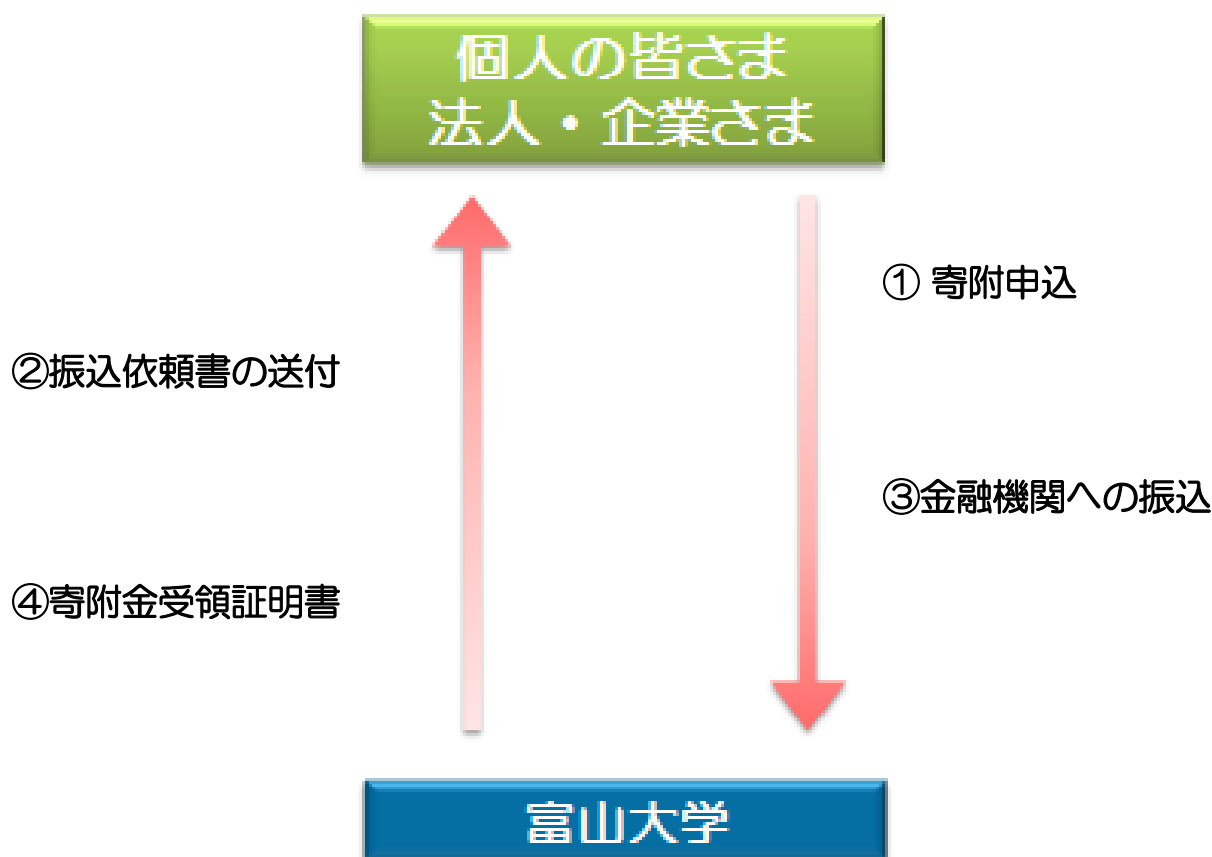 個人の皆さま
法人・企業さま
① 寄附申込
②振込依頼書の送付
③金融機関への振込
④寄附金受領証明書
富山大学